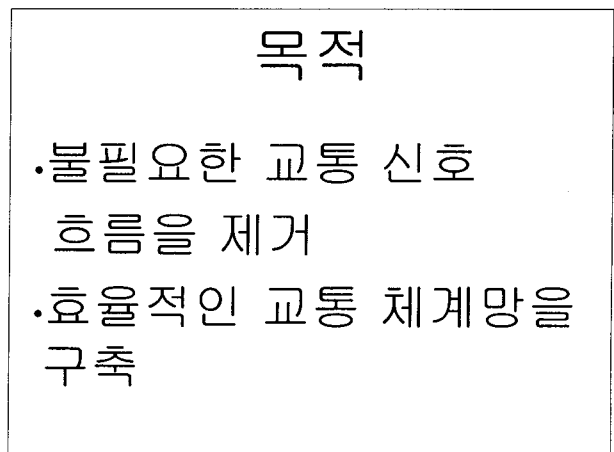 목적
•불필요한 교통 신호
흐름을 제거
•효율적인 교통 체계망을
구축